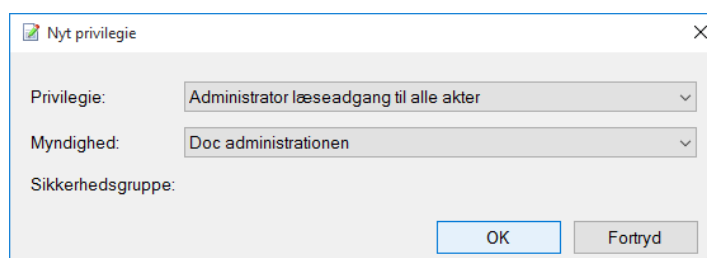 Nyt privilegie
Privilegie: Administrator læseadgang til alle akter
Myndighed: Doc administrationen
Sikkerhedsgruppe:
OK Fortryd